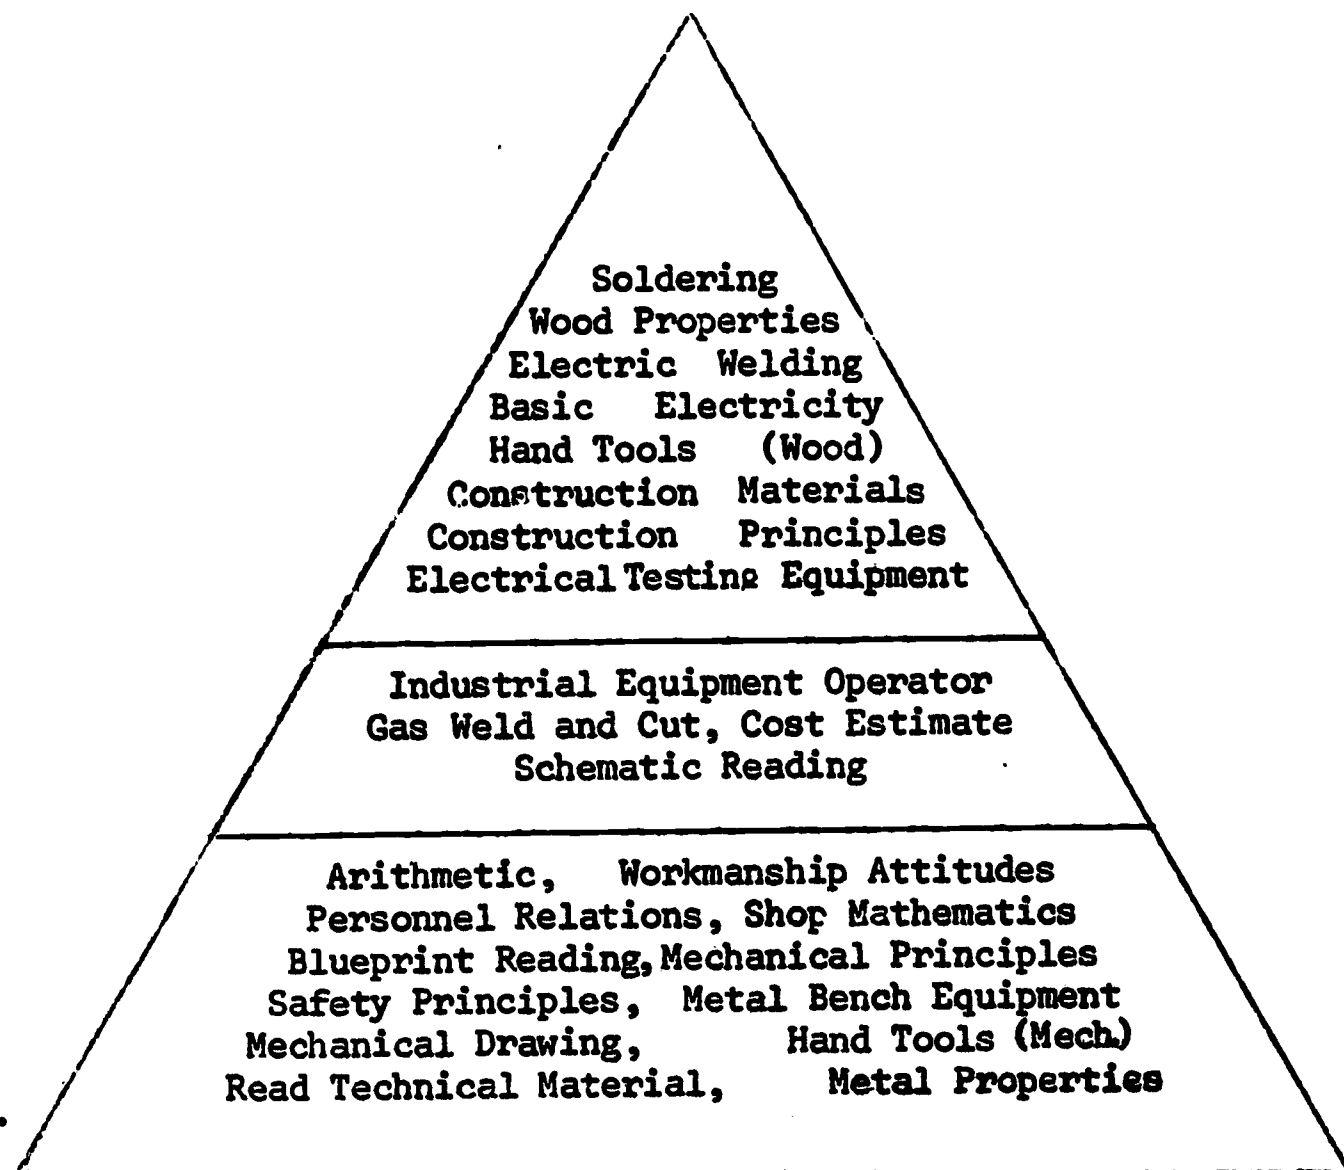 Soldering
Wood Properties
Electric Welding
Basic Electricity
Hand Tools (Wood)
Construction Materials
Construction Principles
Electrical Testing Equipment
Industrial Equipment Operator
Gas Weld and Cut, Cost Estimate
Schematic Reading
Arithmetic, Workmanship Attitudes
Personnel Relations, Shop Mathematics
Blueprint Reading, Mechanical Principles
Safety Principles, Metal Bench Equipment
Mechanical Drawing, Hand Tools (Mech.)
Read Technical Material, Metal Properties